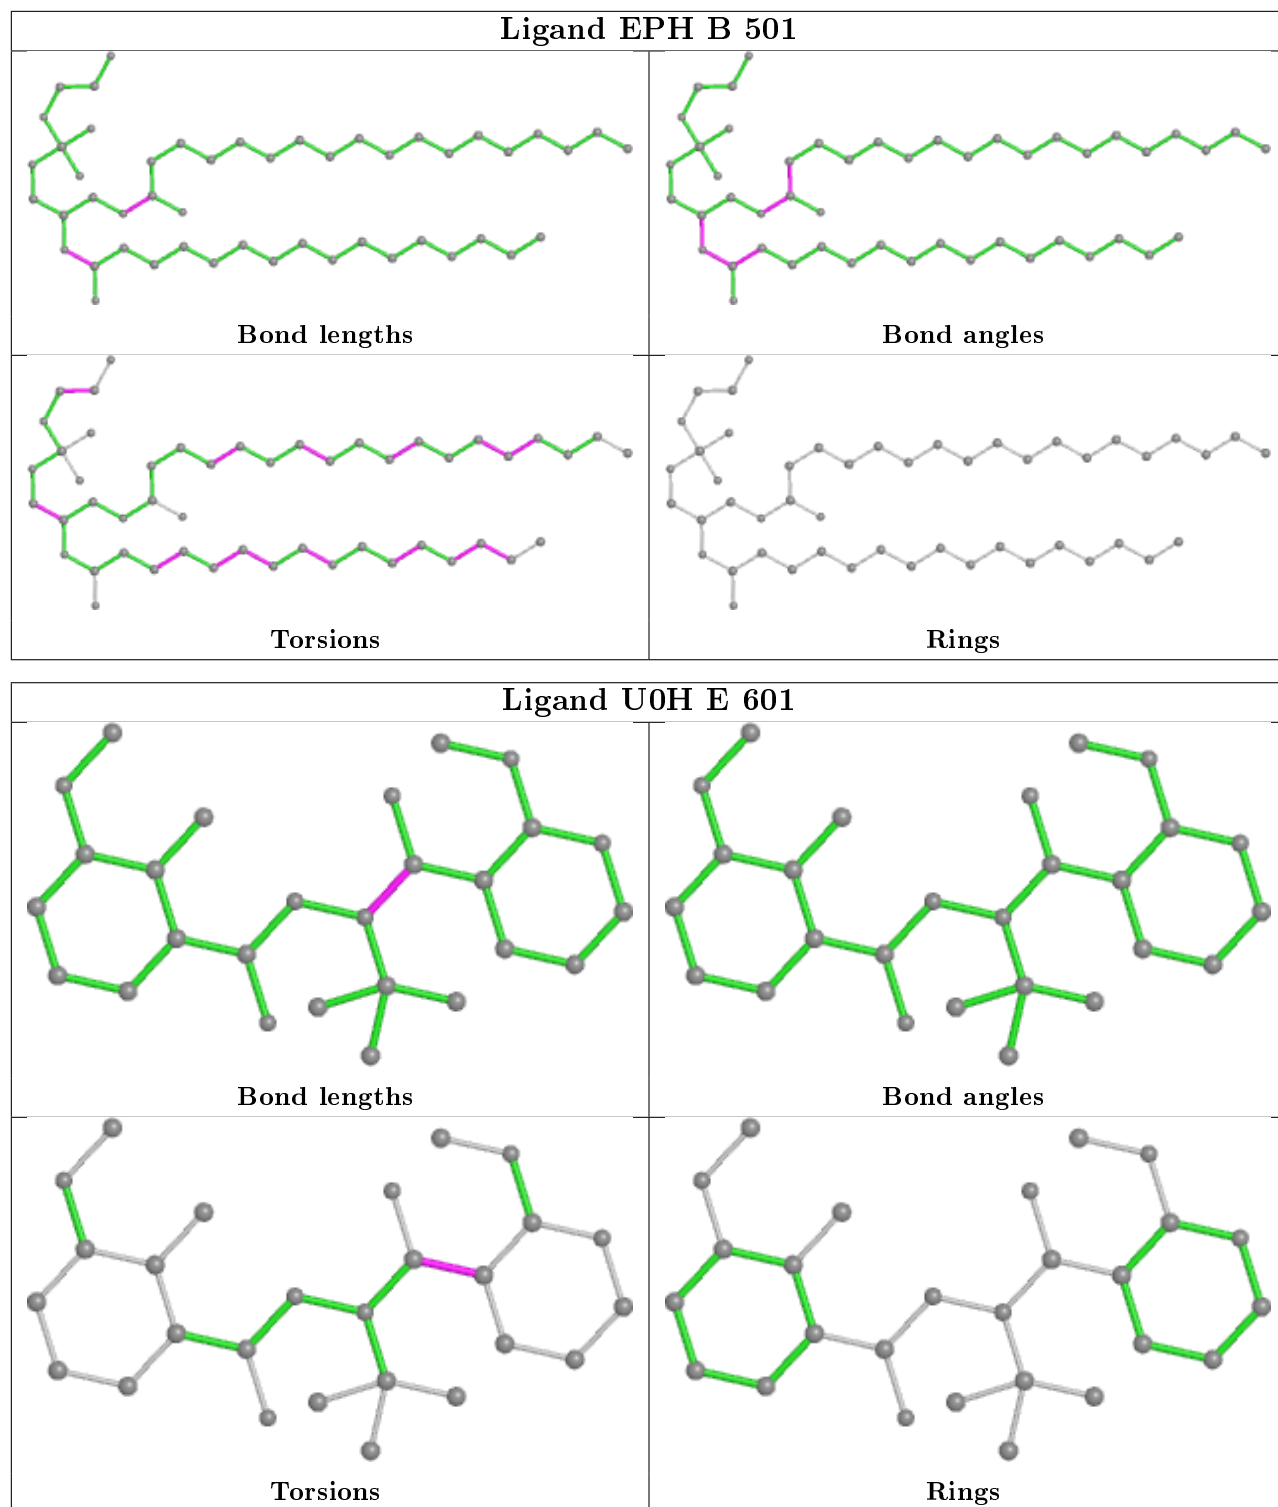 Ligand EPH B 501
Bond lengths
Bond angles
Torsions
Rings
Ligand U0H E 601
Bond lengths
Bond angles
Torsions
Rings